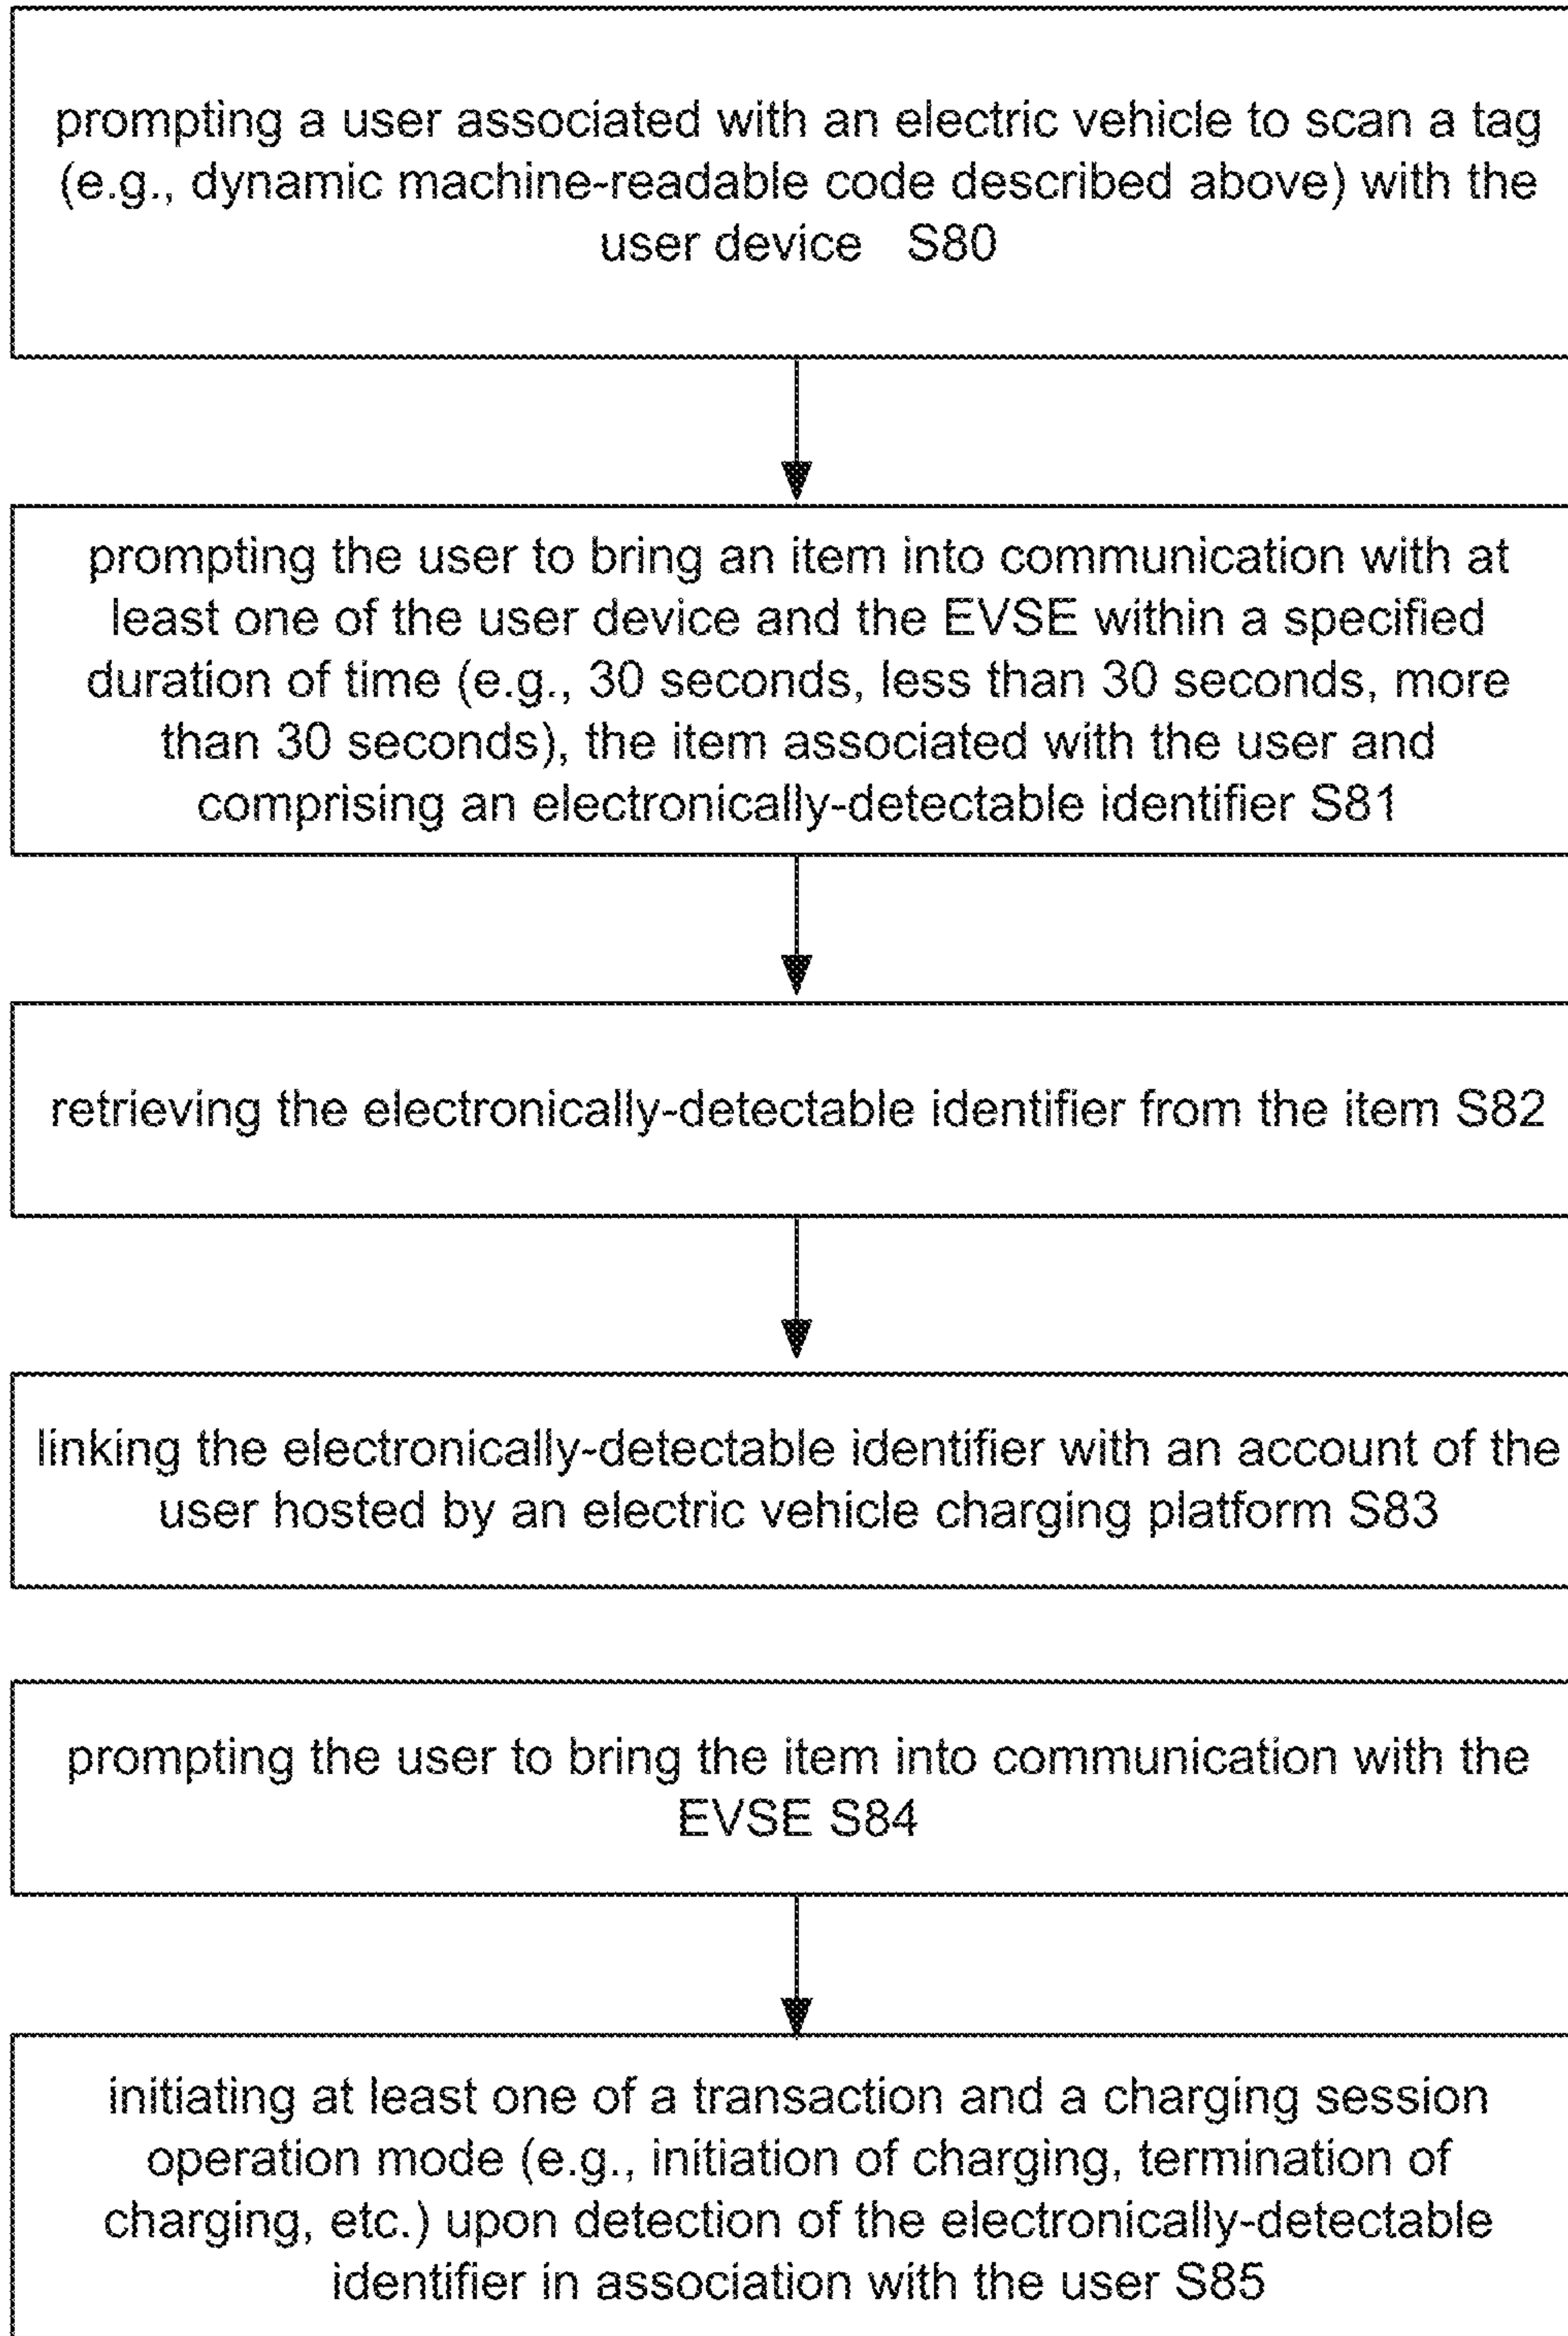 prompting a user associated with an electric vehicle to scan a tag
(e.g., dynamic machine-readable code described above) with the
user device S80
prompting the user to bring an item into communication with at
least one of the user device and the EVSE within a specified
duration of time (e.g., 30 seconds, less than 30 seconds, more
than 30 seconds), the item associated with the user and
comprising an electronically-detectable identifier S81
retrieving the electronically-detectable identifier from the item S82
linking the electronically-detectable identifier with an account of the
user hosted by an electric vehicle charging platform S83
prompting the user to bring the item into communication with the
EVSE S84
initiating at least one of a transaction and a charging session
operation mode (e.g., initiation of charging, termination of
charging, etc.) upon detection of the electronically-detectable
identifier in association with the user S85